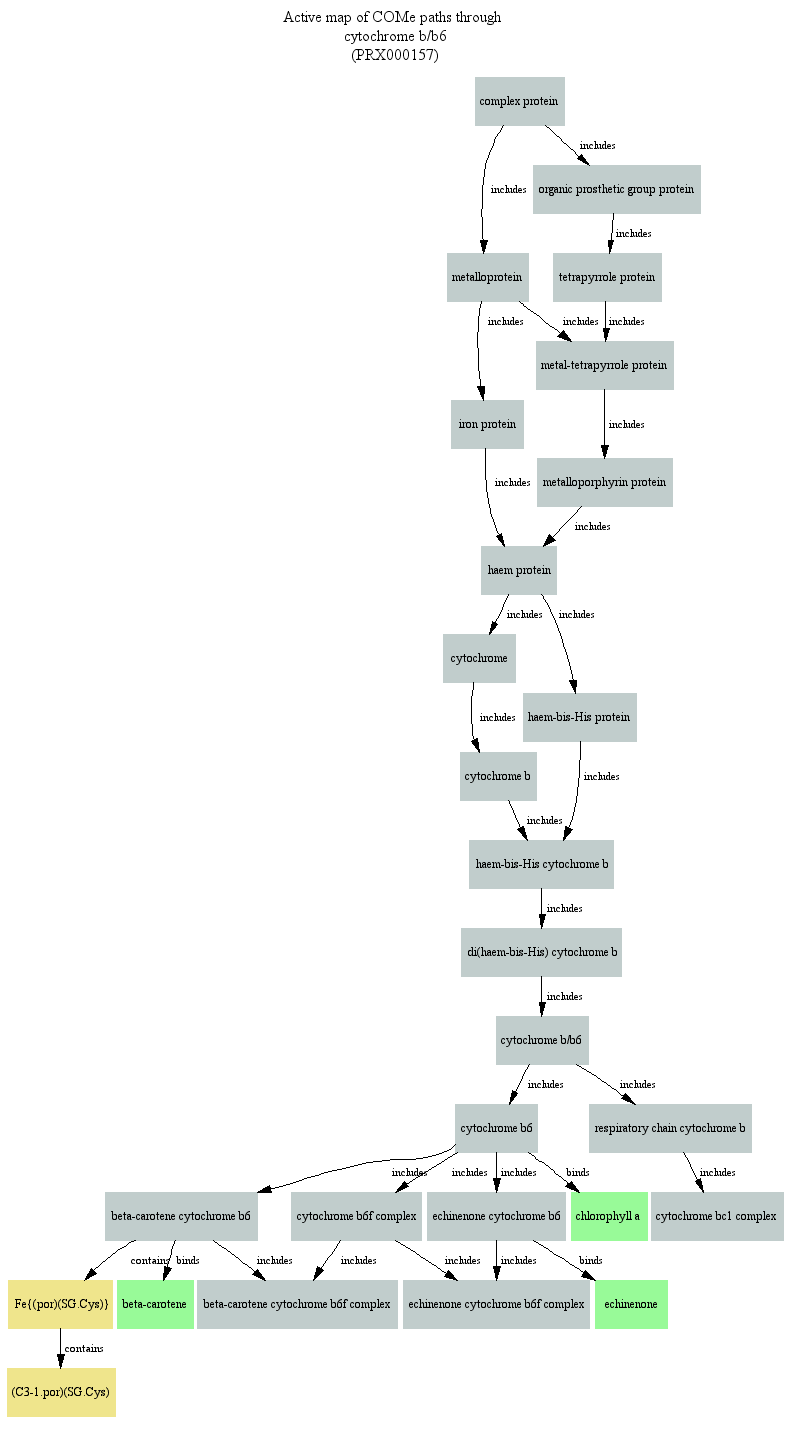 Active map of COMe paths through
cytochrome b/b6
(PRX000157)
complex protein
includes
organic prosthetic group protein
includes
includes
metalloprotein
tetrapyrrole protein
includes
includes
includes
metal-tetrapyrrole protein
iron protein
includes
metalloporphyrin protein
includes
includes
haem protein
includes
includes
cytochrome
haem-bis-His protein
includes
cytochrome b
includes
includes
haem-bis-His cytochrome b
includes
di(haem-bis-His) cytochrome b
includes
cytochrome b/b6
includes
includes
cytochrome b6
respiratory chain cytochrome b
includes
includes
includes
binds
includes
beta-carotene cytochrome b6
cytochrome b6f complex
echinenone cytochrome b6
chlorophyll a
cytochrome bc1 complex
contains
binds
includes
includes
includes
includes
binds
Fe{(por)(SG.Cys)}
beta-carotene
beta-carotene cytochrome b6f complex
echinenone cytochrome b6f complex
echinenone
contains
(C3-1.por)(SG.Cys)